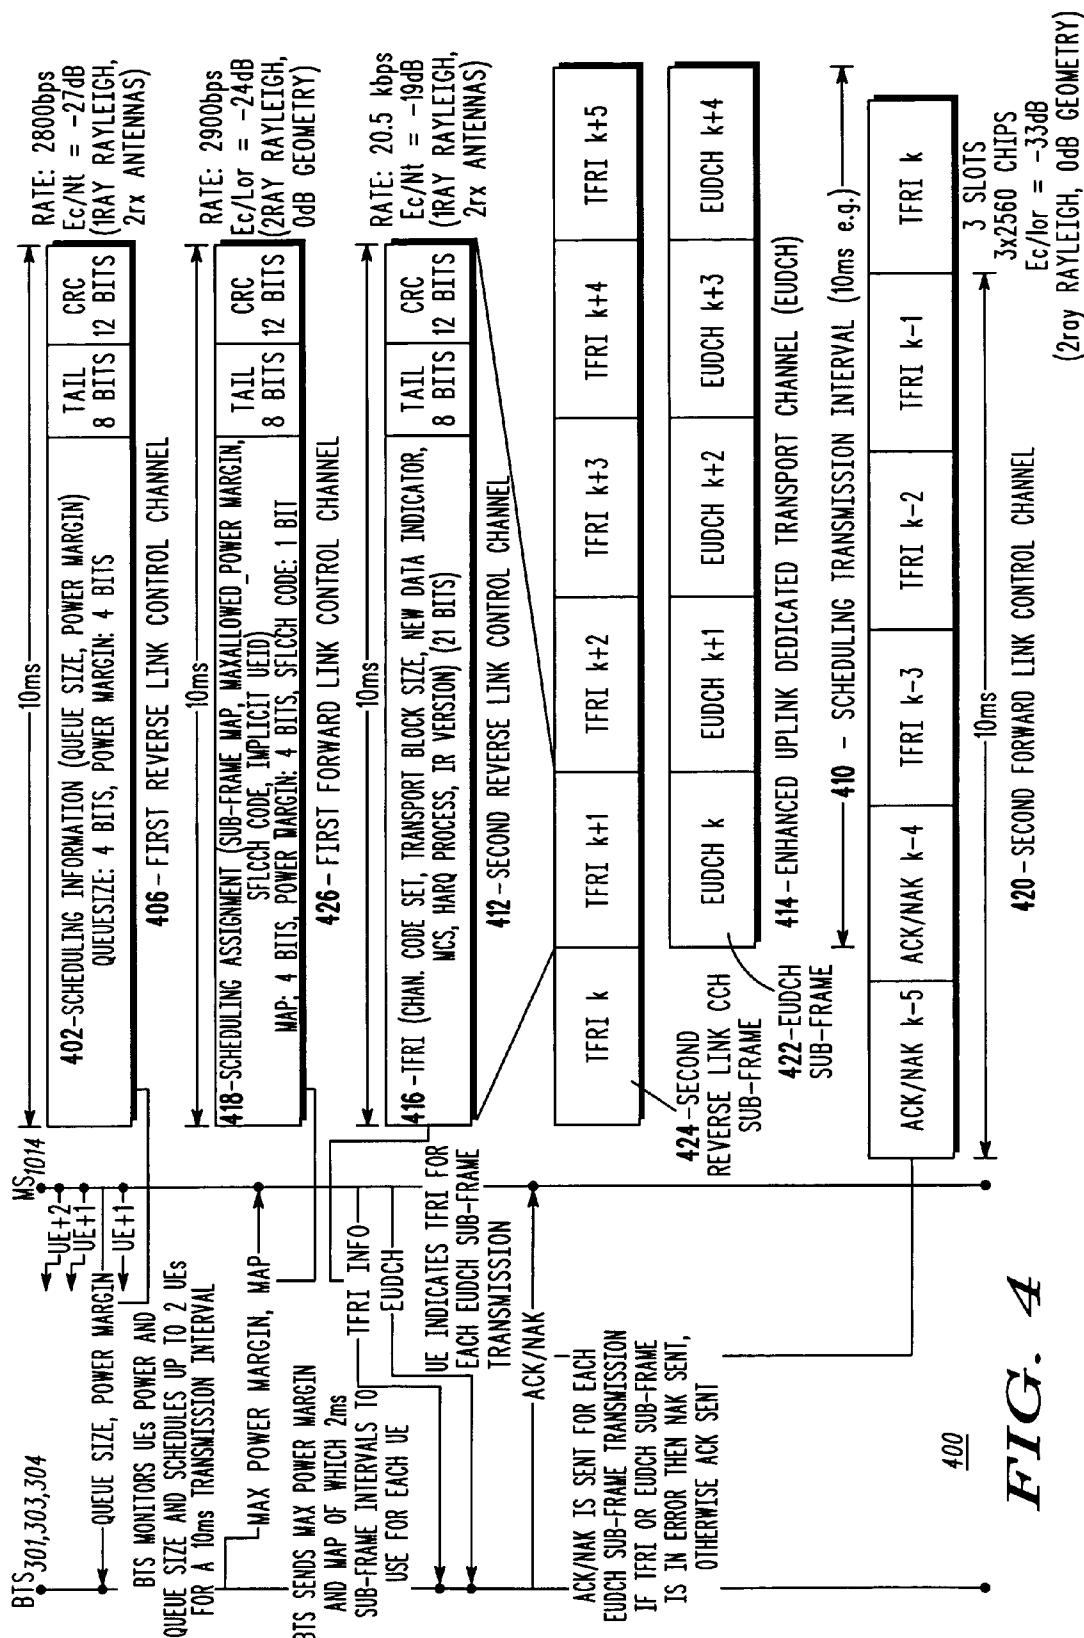 BTS 301,303,304
MS 1014
UE+2
UE+1
UE+1
QUEUE SIZE, POWER MARGIN
BTS MONITORS UEs POWER AND
QUEUE SIZE AND SCHEDULES UP TO 2 UEs
FOR A 10ms TRANSMISSION INTERVAL
MAX POWER MARGIN, MAP
BTS SENDS MAX POWER MARGIN
AND MAP OF WHICH 2ms
SUB-FRAME INTERVALS TO
USE FOR EACH UE
TFRI INFO
EUDCH
UE INDICATES TFRI FOR
EACH EUDCH SUB-FRAME
TRANSMISSION
ACK/NAK
ACK/NAK IS SENT FOR EACH
EUDCH SUB-FRAME TRANSMISSION
IF TFRI OR EUDCH SUB-FRAME
IS IN ERROR THEN NAK SENT,
OTHERWISE ACK SENT
10ms
402-SCHEDULING INFORMATION (QUEUE SIZE, POWER MARGIN)
QUEUESIZE: 4 BITS, POWER MARGIN: 4 BITS
TAIL
8 BITS
CRC
12 BITS
RATE: 2800bps
Ec/Nt = -27dB
(1RAY RAYLEIGH,
2rx ANTENNAS)
406-FIRST REVERSE LINK CONTROL CHANNEL
10ms
418-SCHEDULING ASSIGNMENT (SUB-FRAME MAP, MAXALLOWED_POWER MARGIN,
SFLCCH CODE, IMPLICIT UEID)
MAP: 4 BITS, POWER MARGIN: 4 BITS, SFLCCH CODE: 1 BIT
TAIL
8 BITS
CRC
12 BITS
RATE: 2900bps
Ec/Lor = -24dB
(2RAY RAYLEIGH,
0dB GEOMETRY)
426-FIRST FORWARD LINK CONTROL CHANNEL
10ms
416-TFRI (CHAN. CODE SET, TRANSPORT BLOCK SIZE, NEW DATA INDICATOR,
MCS, HARQ PROCESS, IR VERSION) (21 BITS)
TAIL
8 BITS
CRC
12 BITS
RATE: 20.5 kbps
Ec/Nt = -19dB
(1RAY RAYLEIGH,
2rx ANTENNAS)
412-SECOND REVERSE LINK CONTROL CHANNEL
TFRI k
TFRI k+1
TFRI k+2
TFRI k+3
TFRI k+4
TFRI k+5
424-SECOND
REVERSE LINK CCH
SUB-FRAME
EUDCH k
EUDCH k+1
EUDCH k+2
EUDCH k+3
EUDCH k+4
422-EUDCH
SUB-FRAME
414-ENHANCED UPLINK DEDICATED TRANSPORT CHANNEL (EUDCH)
410 - SCHEDULING TRANSMISSION INTERVAL (10ms e.g.)
ACK/NAK k-5
ACK/NAK k-4
TFRI k-3
TFRI k-2
TFRI k-1
TFRI k
10ms
3 SLOTS
3x2560 CHIPS
Ec/Ior = -33dB
(2ray RAYLEIGH, 0dB GEOMETRY)
420-SECOND FORWARD LINK CONTROL CHANNEL
400
FIG. 4